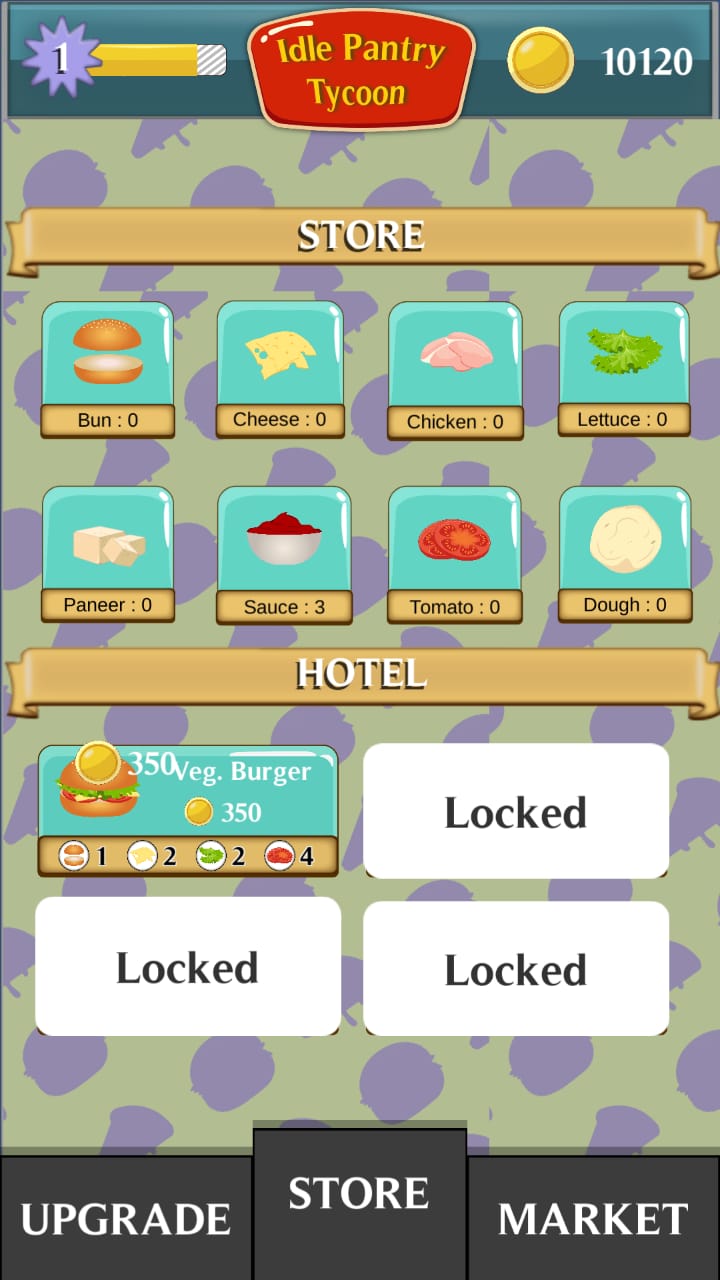 1
Idle Pantry
Tycoon
10120
STORE
Bun : 0
Cheese : 0
Chicken : 0
Lettuce : 0
Paneer : 0
Sauce : 3
Tomato : 0
Dough : 0
HOTEL
350
Veg. Burger
350
1 2 2 4
Locked
Locked
Locked
UPGRADE
STORE
MARKET